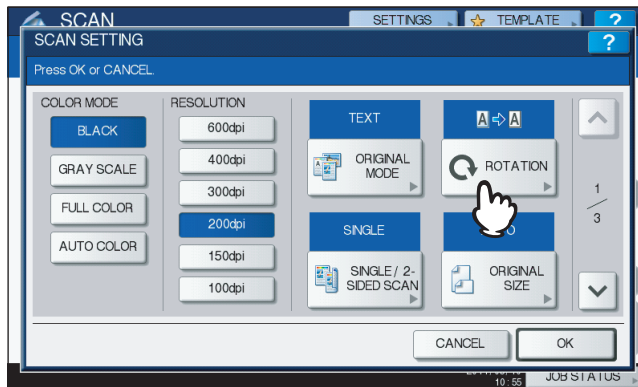 SCAN
SETTINGS
TEMPLATE
?
SCAN SETTING
?
Press OK or CANCEL.
COLOR MODE
BLACK
GRAY SCALE
FULL COLOR
AUTO COLOR
RESOLUTION
600dpi
400dpi
300dpi
200dpi
150dpi
100dpi
TEXT
ORIGINAL
MODE
A A
ROTATION
SINGLE
SINGLE / 2-
SIDED SCAN
ORIGINAL
SIZE
1
3
CANCEL
OK
10 : 55
JOB STATUS